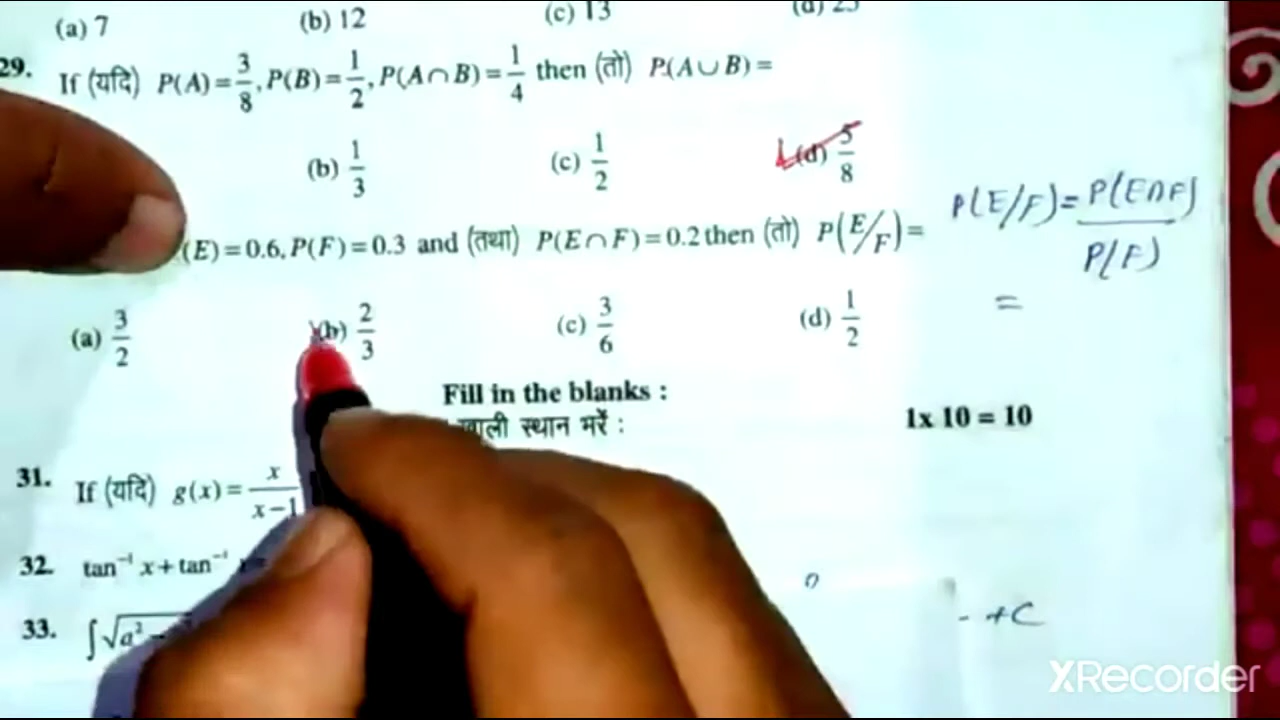 (a) 7 (b) 12 (c) 13 (d) 25
29. If (यदि) P(A) = 3/8, P(B) = 1/2, P(A∩B) = 1/4 then (तो) P(A∪B) =
(b) 1/3 (c) 1/2 (d) 5/8
(E) = 0.6, P(F) = 0.3 and (तथा) P(E∩F) = 0.2 then (तो) P(E/F) =
P(E/F) = P(E∩F)/P(F)
=
(a) 3/2 (b) 2/3 (c) 3/6 (d) 1/2
Fill in the blanks :
खाली स्थान भरें :
1x 10 = 10
31. If (यदि) g(x) = x/x-1
32. tan⁻¹ x + tan⁻¹
33. ∫√a²
- +C
XRecorder